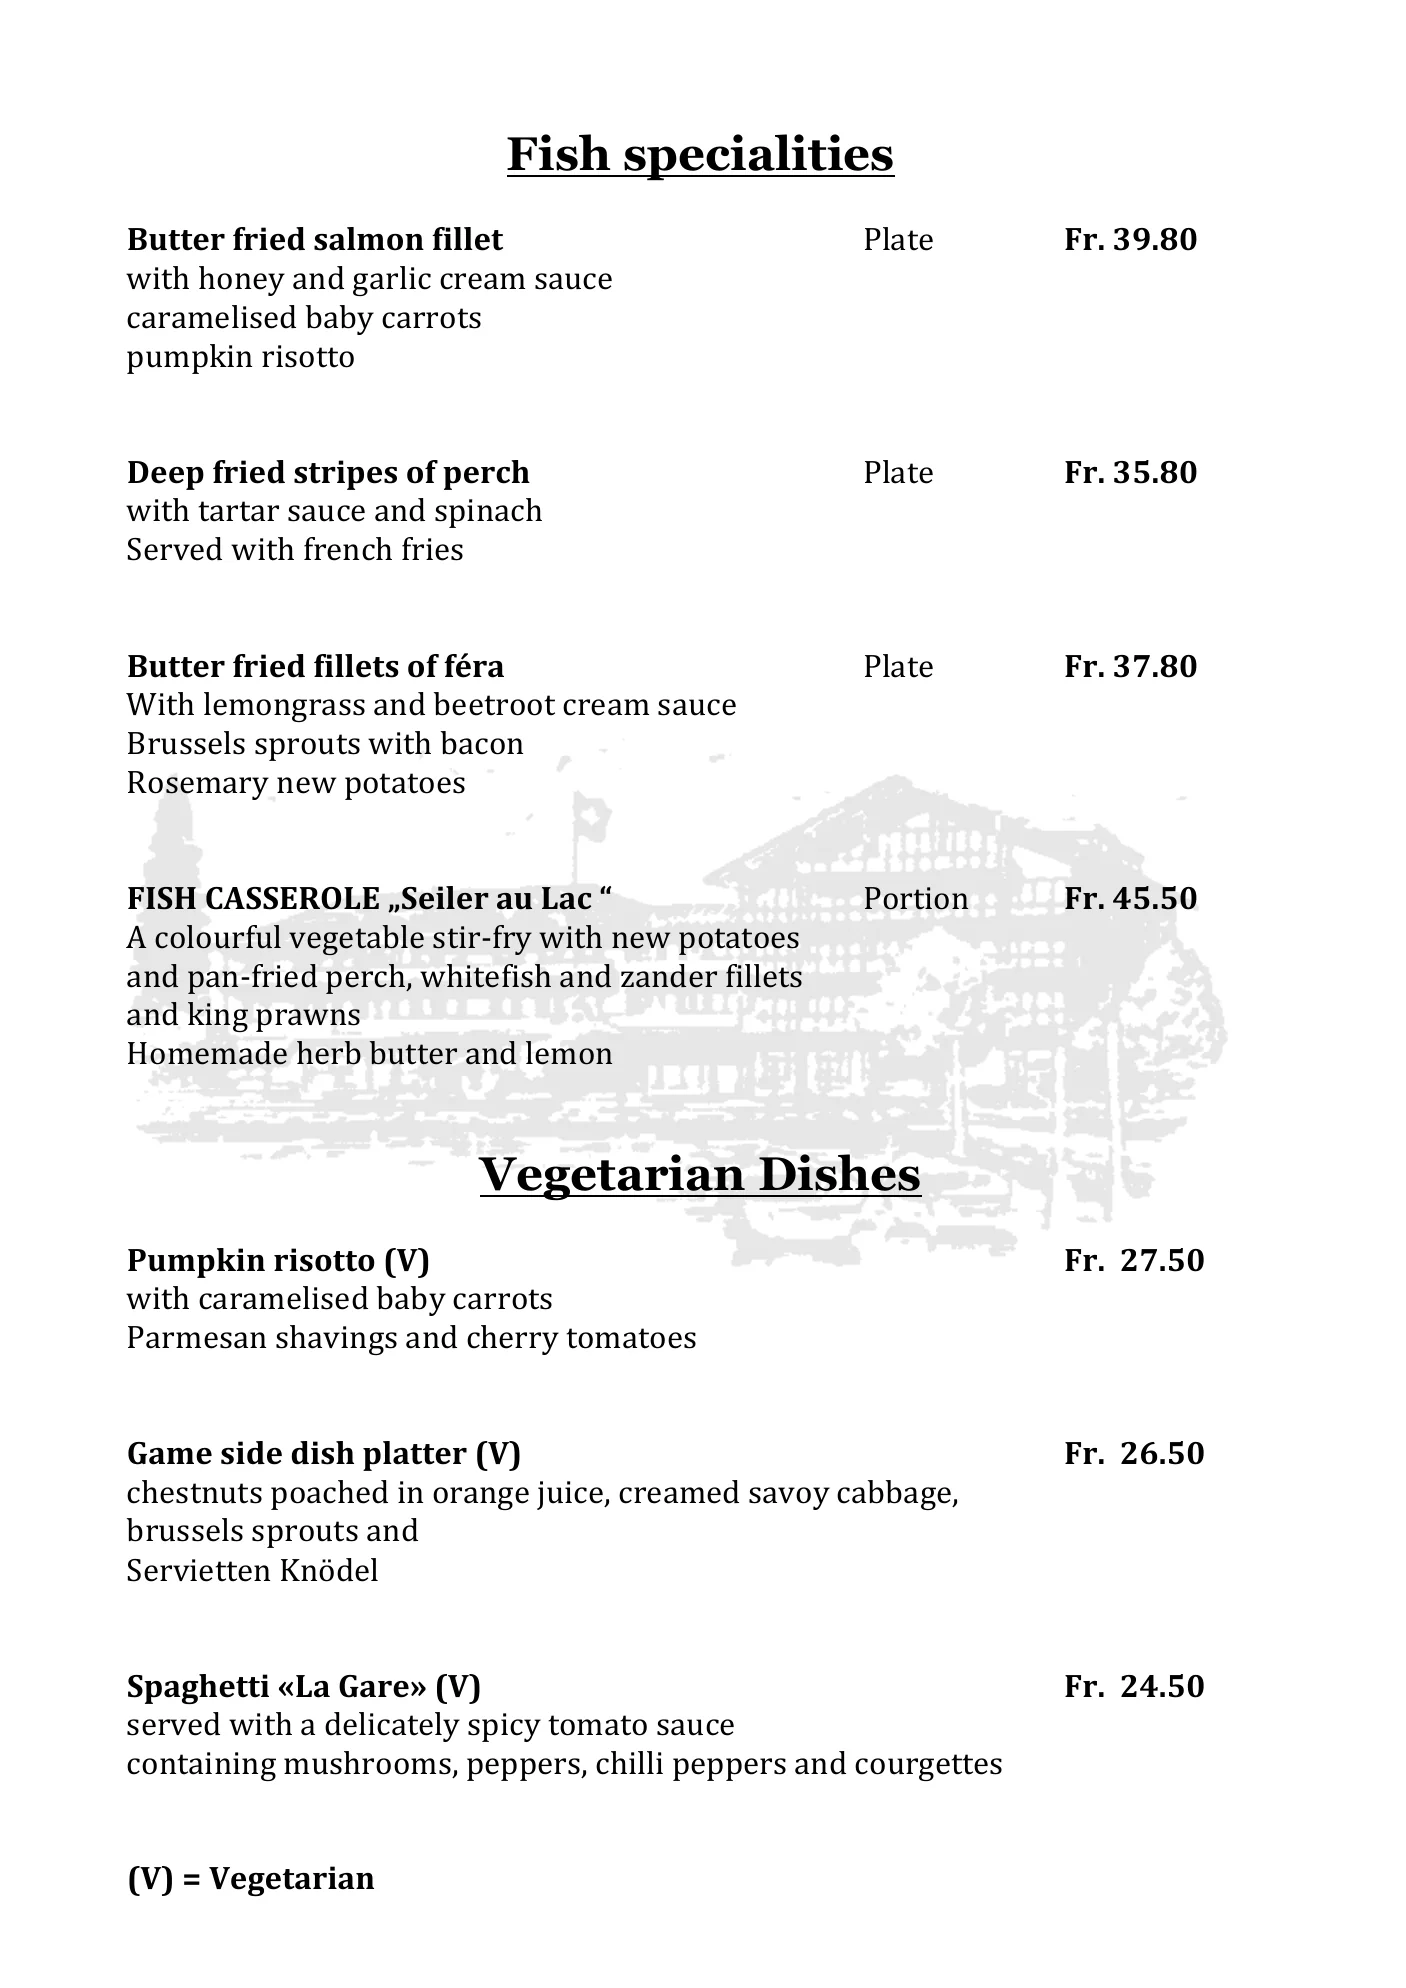 Fish specialities
Butter fried salmon fillet Plate Fr. 39.80
with honey and garlic cream sauce
caramelised baby carrots
pumpkin risotto
Deep fried stripes of perch Plate Fr. 35.80
with tartar sauce and spinach
Served with french fries
Butter fried fillets of féra Plate Fr. 37.80
With lemongrass and beetroot cream sauce
Brussels sprouts with bacon
Rosemary new potatoes
FISH CASSEROLE „Seiler au Lac “ Portion Fr. 45.50
A colourful vegetable stir-fry with new potatoes
and pan-fried perch, whitefish and zander fillets
and king prawns
Homemade herb butter and lemon
Vegetarian Dishes
Pumpkin risotto (V) Fr. 27.50
with caramelised baby carrots
Parmesan shavings and cherry tomatoes
Game side dish platter (V) Fr. 26.50
chestnuts poached in orange juice, creamed savoy cabbage,
brussels sprouts and
Servietten Knödel
Spaghetti «La Gare» (V) Fr. 24.50
served with a delicately spicy tomato sauce
containing mushrooms, peppers, chilli peppers and courgettes
(V) = Vegetarian